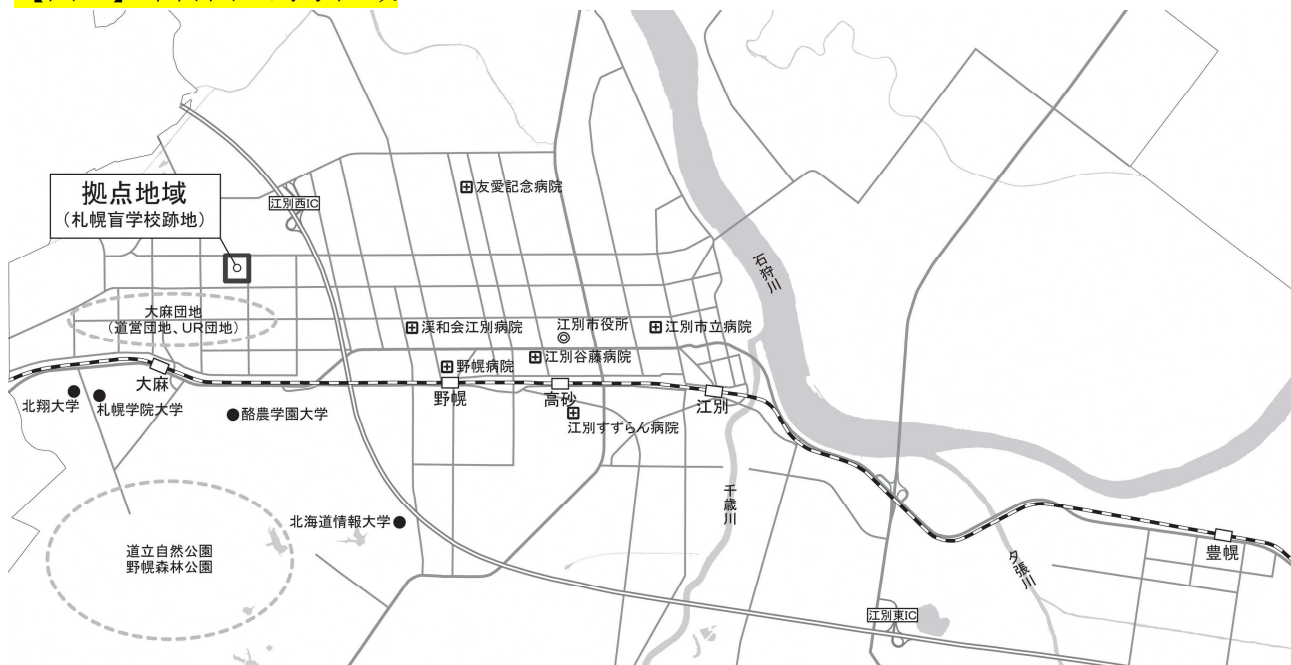 拠点地域
（札幌盲学校跡地）
江別西IC
友愛記念病院
石狩川
大麻団地
（道営団地、UR団地）
渓和会江別病院
江別市役所
江別市立病院
野幌病院
江別谷藤病院
大麻
野幌
高砂
江別
北翔大学
札幌学院大学
酪農学園大学
江別すずらん病院
千歳川
北海道情報大学
道立自然公園
野幌森林公園
夕張川
豊幌
江別東IC